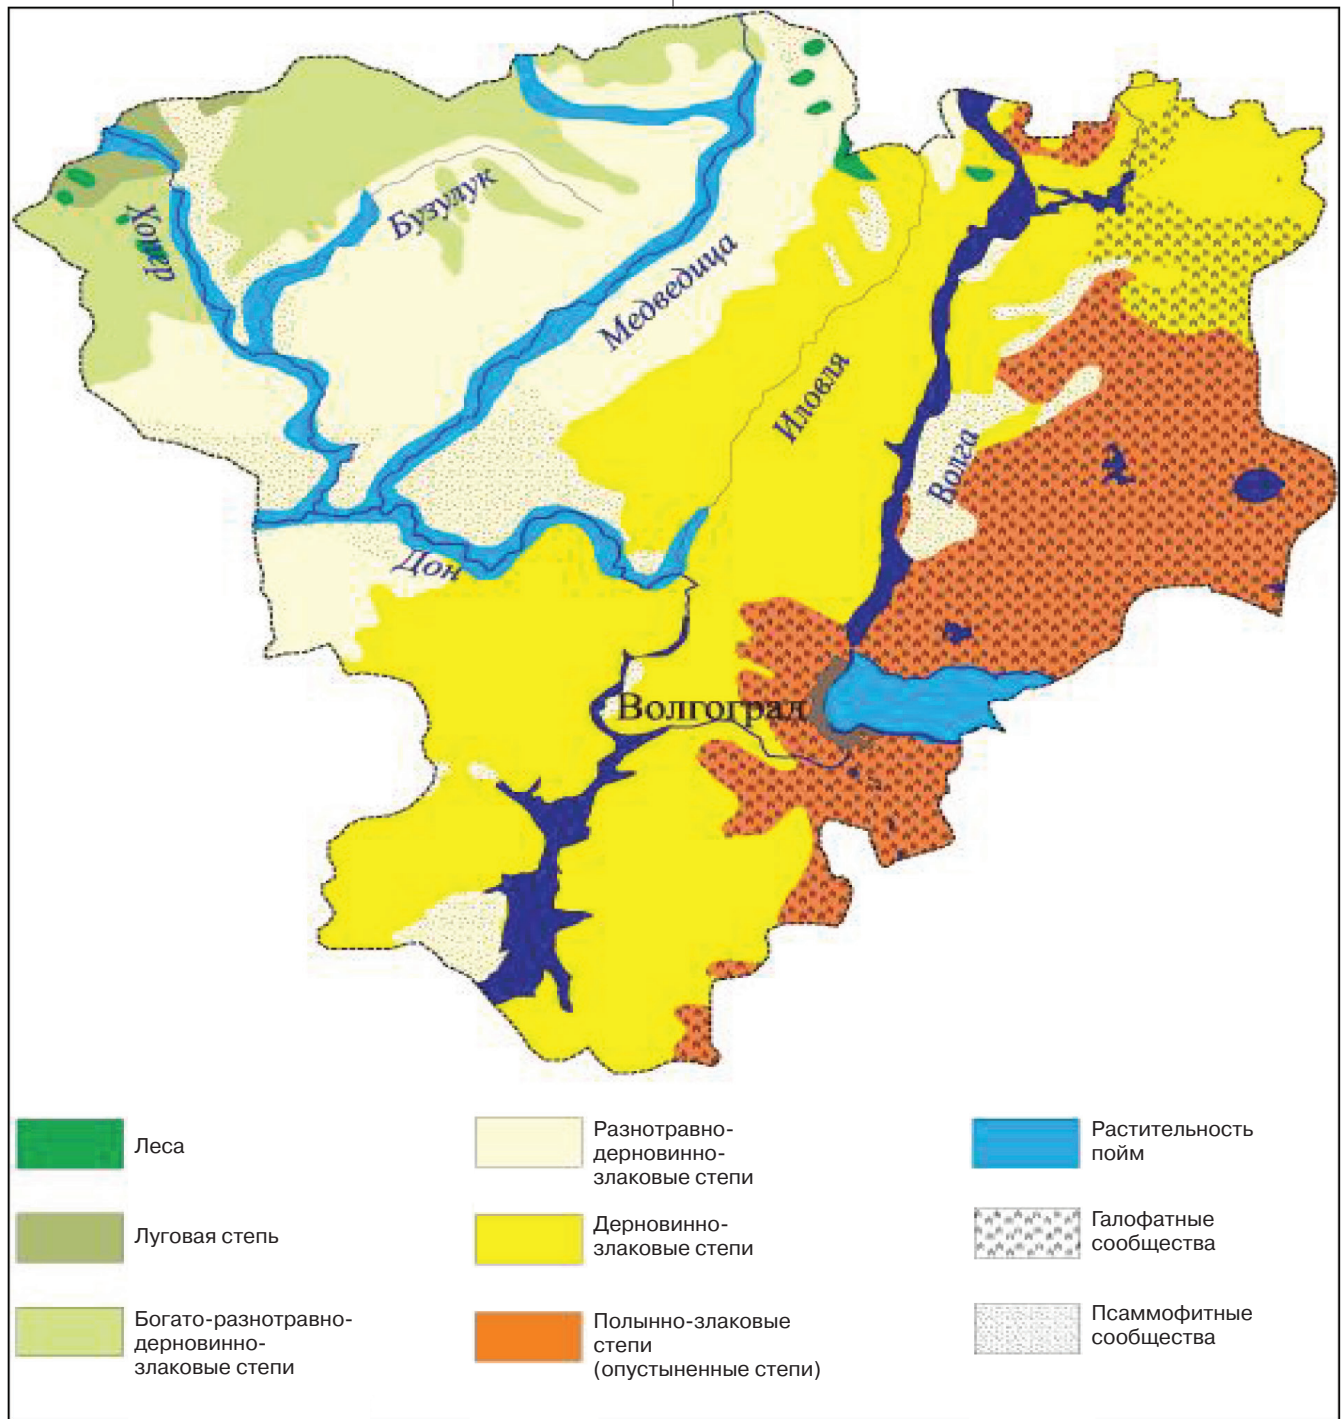 Хопер
Бузулук
Медведица
Иловля
Волга
Дон
Волгоград
Леса
Луговая степь
Богато-разнотравно-
дерновинно-
злаковые степи
Разнотравно-
дерновинно-
злаковые степи
Дерновинно-
злаковые степи
Полынно-злаковые
степи
(опустыненные степи)
Растительность
пойм
Галофатные
сообщества
Псаммофитные
сообщества